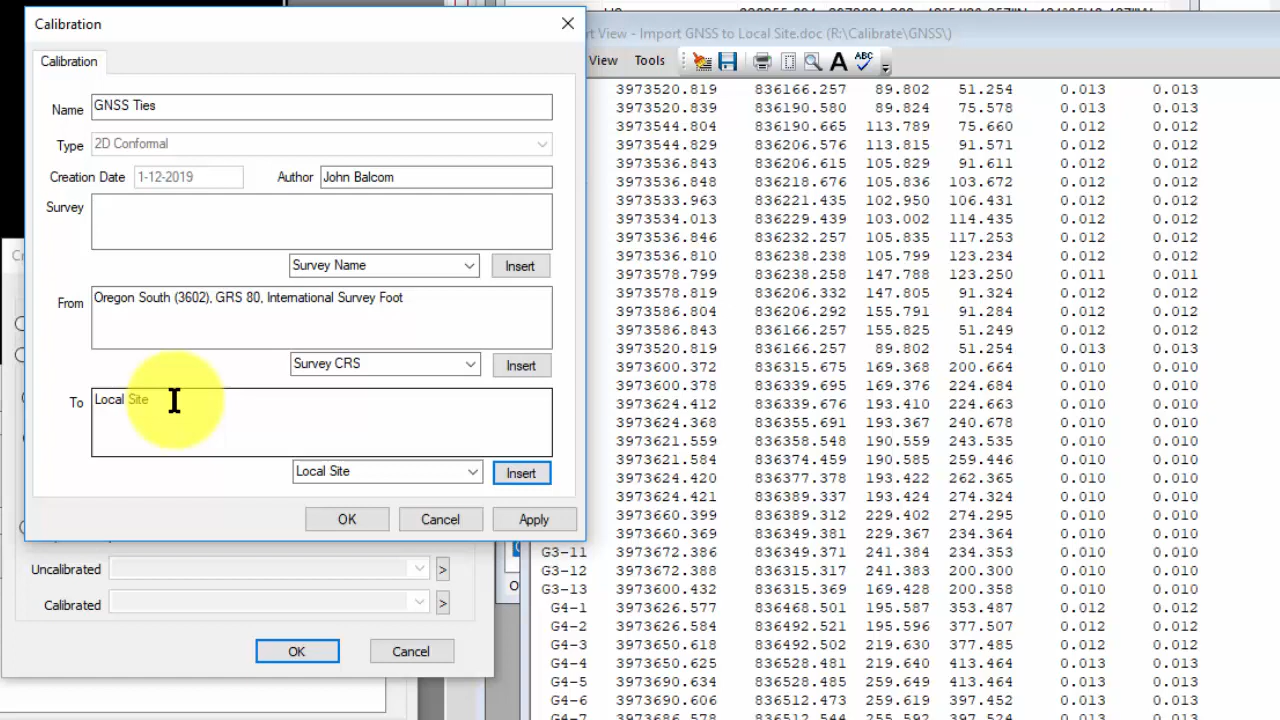 Calibration
Calibration
Name GNSS Ties
Type 2D Conformal
Creation Date 1-12-2019 Author John Balcom
Survey
Survey Name Insert
From Oregon South (3602), GRS 80, International Survey Foot
Survey CRS Insert
To Local Site
Local Site Insert
OK Cancel Apply
Uncalibrated >
Calibrated >
OK Cancel
rt View - Import GNSS to Local Site.doc (R:\Calibrate\GNSS\)
View Tools A ABC
3973520.819 836166.257 89.802 51.254 0.013 0.013
3973520.839 836190.580 89.824 75.578 0.013 0.013
3973544.804 836190.665 113.789 75.660 0.012 0.012
3973544.829 836206.576 113.815 91.571 0.012 0.012
3973536.843 836206.615 105.829 91.611 0.012 0.012
3973536.848 836218.676 105.836 103.672 0.012 0.012
3973533.963 836221.435 102.950 106.431 0.012 0.012
3973534.013 836229.439 103.002 114.435 0.012 0.012
3973536.846 836232.257 105.835 117.253 0.012 0.012
3973536.810 836238.238 105.799 123.234 0.012 0.012
3973578.799 836238.258 147.788 123.250 0.011 0.011
3973578.819 836206.332 147.805 91.324 0.012 0.012
3973586.804 836206.292 155.791 91.284 0.012 0.012
3973586.843 836166.257 155.825 51.249 0.012 0.012
3973520.819 836166.257 89.802 51.254 0.013 0.013
3973600.372 836315.675 169.368 200.664 0.010 0.010
3973600.378 836339.686 169.376 224.684 0.010 0.010
3973624.412 836339.676 193.410 224.663 0.010 0.010
3973624.368 836355.691 193.367 240.678 0.010 0.010
3973621.559 836358.548 190.559 243.535 0.010 0.010
3973621.584 836374.459 190.585 259.446 0.010 0.010
3973624.420 836377.378 193.422 262.365 0.010 0.010
3973624.421 836389.337 193.424 274.324 0.010 0.010
3973660.399 836389.312 229.402 274.295 0.010 0.010
3973660.369 836349.381 229.367 234.364 0.010 0.010
G3-11 3973672.386 836349.371 241.384 234.353 0.010 0.010
G3-12 3973672.388 836315.317 241.383 200.300 0.010 0.010
G3-13 3973600.432 836315.369 169.428 200.358 0.010 0.010
G4-1 3973626.577 836468.501 195.587 353.487 0.012 0.012
G4-2 3973626.584 836492.521 195.596 377.507 0.012 0.012
G4-3 3973650.618 836492.502 219.630 377.485 0.012 0.012
G4-4 3973650.625 836528.481 219.640 413.464 0.013 0.013
G4-5 3973690.634 836528.485 259.649 413.464 0.013 0.013
G4-6 3973690.606 836512.473 259.619 397.452 0.013 0.013